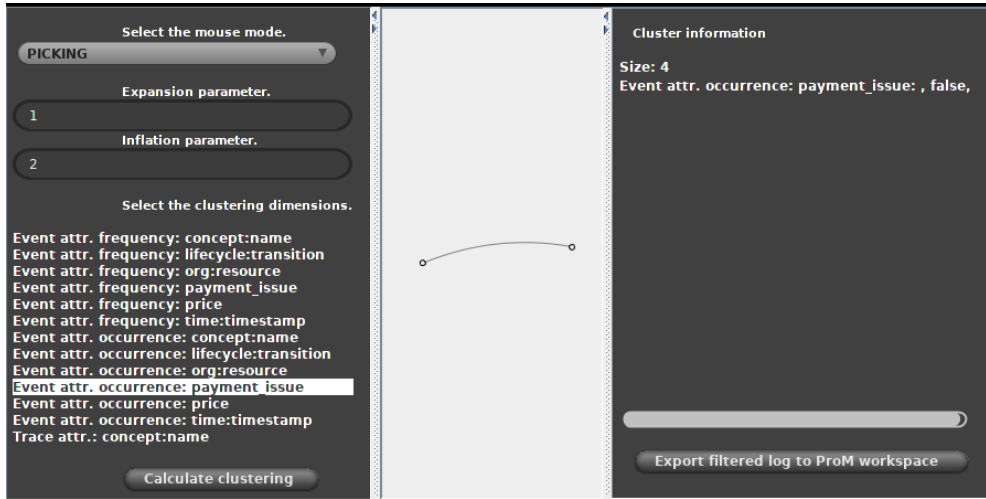 Select the mouse mode.
PICKING
Expansion parameter.
1
Inflation parameter.
2
Select the clustering dimensions.
Event attr. frequency: concept:name
Event attr. frequency: lifecycle:transition
Event attr. frequency: org:resource
Event attr. frequency: payment_issue
Event attr. frequency: price
Event attr. frequency: time:timestamp
Event attr. occurrence: concept:name
Event attr. occurrence: lifecycle:transition
Event attr. occurrence: org:resource
Event attr. occurrence: payment_issue
Event attr. occurrence: price
Event attr. occurrence: time:timestamp
Trace attr.: concept:name
Calculate clustering
Cluster information
Size: 4
Event attr. occurrence: payment_issue: , false,
Export filtered log to ProM workspace